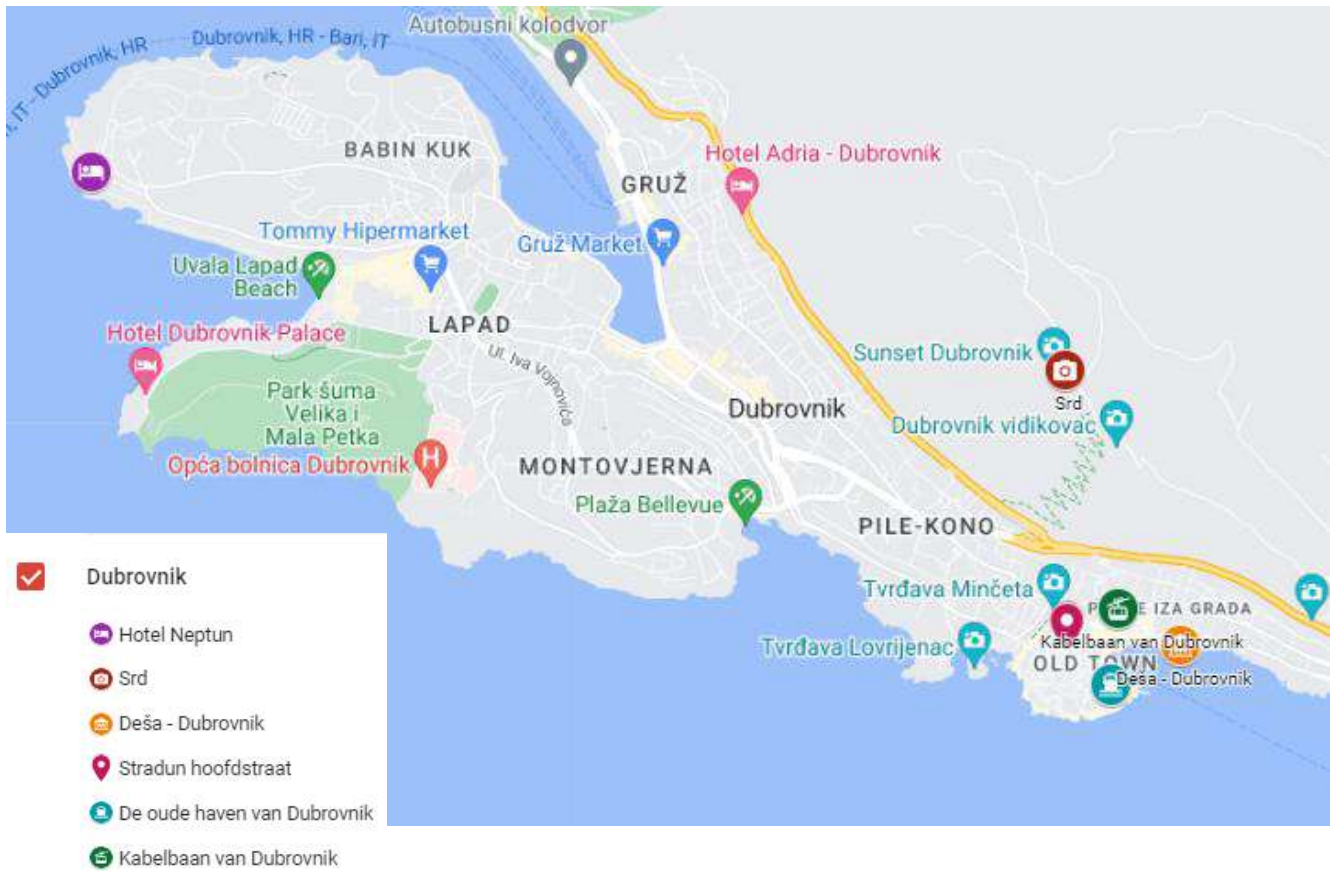 Autobusni kolodvor
Dubrovnik, HR - Bari, IT
IT - Dubrovnik, HR
BABIN KUK
Hotel Adria - Dubrovnik
GRUŽ
Tommy Hipermarket
Gruž Market
Uvala Lapad
Beach
LAPAD
Hotel Dubrovnik Palace
Ul. Iva Vojnovića
Sunset Dubrovnik
Srd
Park šuma
Velika i
Mala Petka
Dubrovnik
Dubrovnik vidikovac
Opća bolnica Dubrovnik
H
MONTOVJERNA
Plaža Bellevue
PILE-KONO
Tvrđava Minčeta
IZA GRADA
Tvrđava Lovrijenac
Kabelbaan van Dubrovnik
OLD TOWN
Deša - Dubrovnik
Dubrovnik
Hotel Neptun
Srd
Deša - Dubrovnik
Stradun hoofdstraat
De oude haven van Dubrovnik
Kabelbaan van Dubrovnik